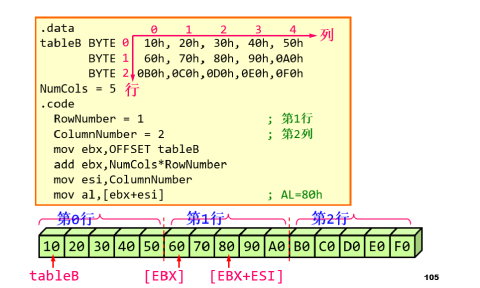 .data
0 1 2 3 4 列
tableB BYTE 0 10h, 20h, 30h, 40h, 50h
BYTE 1 60h, 70h, 80h, 90h,0A0h
BYTE 2 0B0h,0C0h,0D0h,0E0h,0F0h
NumCols = 5 行
.code
RowNumber = 1 ; 第1行
ColumnNumber = 2 ; 第2列
mov ebx,OFFSET tableB
add ebx,NumCols*RowNumber
mov esi,ColumnNumber
mov al,[ebx+esi] ; AL=80h
第0行 第1行 第2行
10 20 30 40 50 60 70 80 90 A0 B0 C0 D0 E0 F0
tableB [EBX] [EBX+ESI]
105